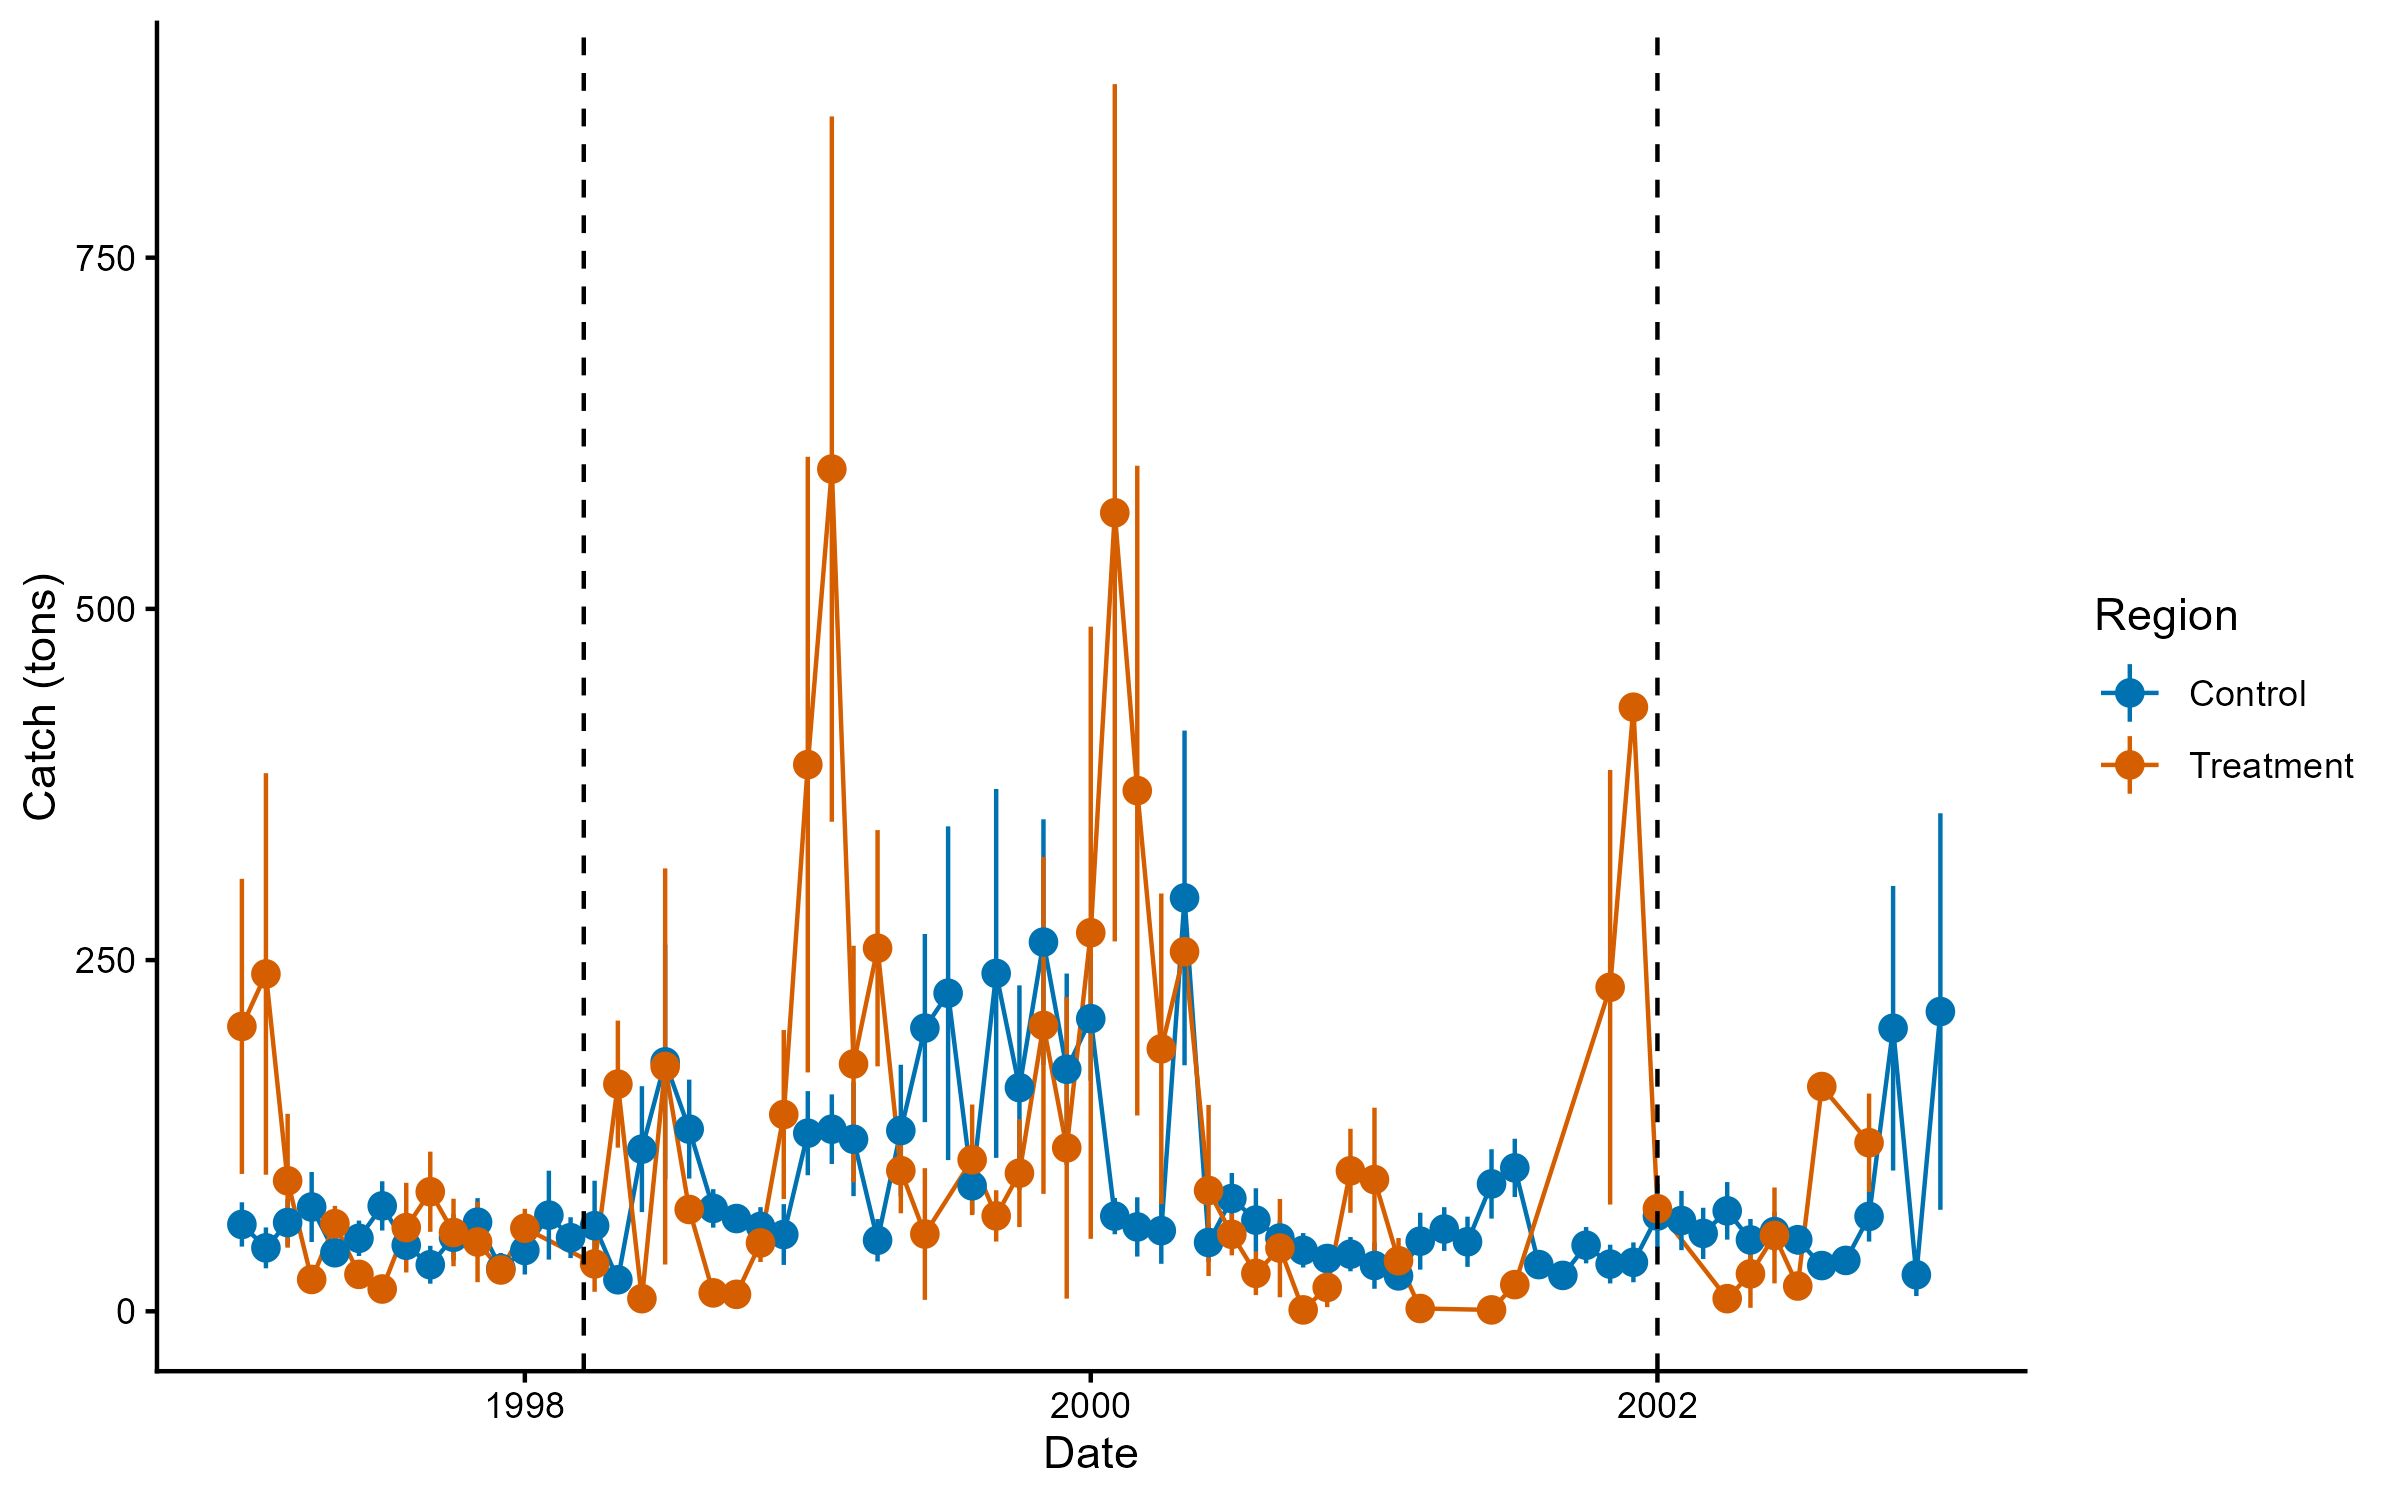 Catch (tons)
750
500
250
0
1998
2000
2002
Date
Region
Control
Treatment